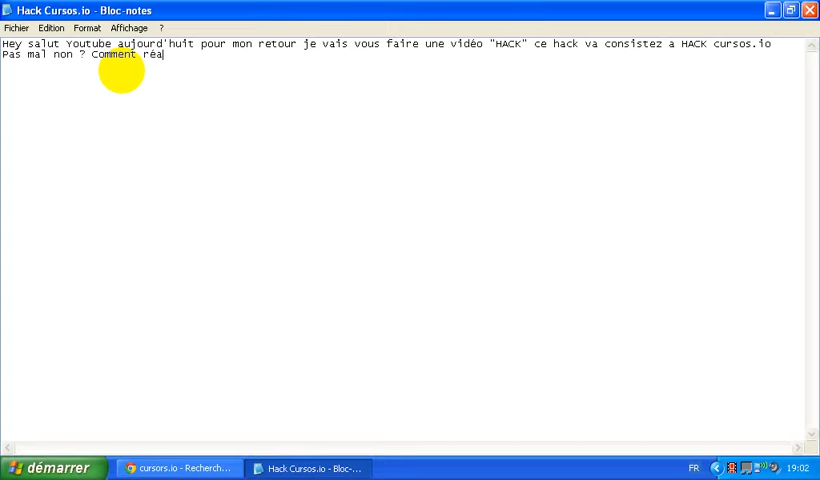 Hack Cursos.io - Bloc-notes
Fichier Edition Format Affichage ?
Hey salut Youtube aujourd'huit pour mon retour je vais vous faire une vidéo "HACK" ce hack va consistez a HACK cursos.io
Pas mal non ? Comment réa
démarrer cursors.io - Recherch... Hack Cursos.io - Bloc-... FR 19:02